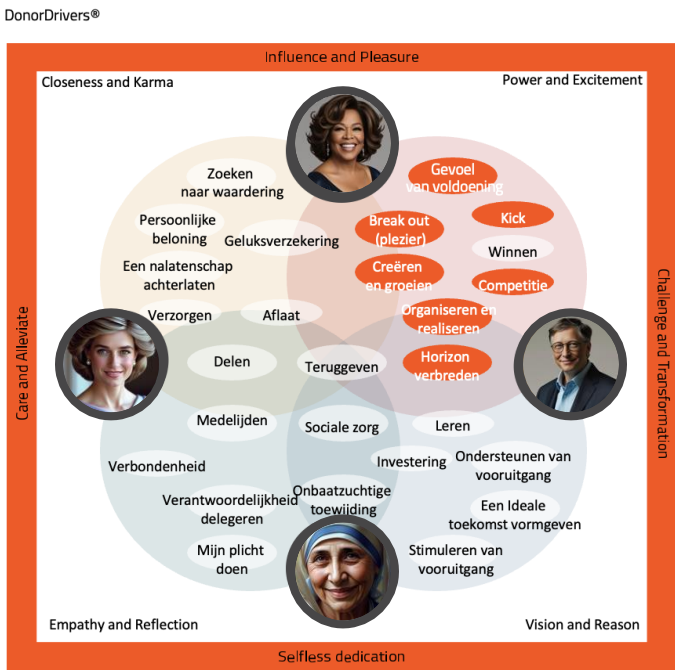 DonorDrivers®
Influence and Pleasure
Closeness and Karma
Power and Excitement
Zoeken
naar waardering
Gevoel
van voldoening
Persoonlijke
beloning
Break out
(plezier)
Kick
Geluksverzekering
Winnen
Een nalatenschap
achterlaten
Creëren
en groeien
Competitie
Verzorgen
Aflaat
Organiseren en
realiseren
Care and Alleviate
Challenge and Transformation
Delen
Teruggeven
Horizon
verbreden
Medelijden
Sociale zorg
Leren
Verbondenheid
Investering
Ondersteunen van
vooruitgang
Verantwoordelijkheid
delegeren
Onbaatzuchtige
toewijding
Een Ideale
toekomst vormgeven
Mijn plicht
doen
Stimuleren van
vooruitgang
Empathy and Reflection
Vision and Reason
Selfless dedication